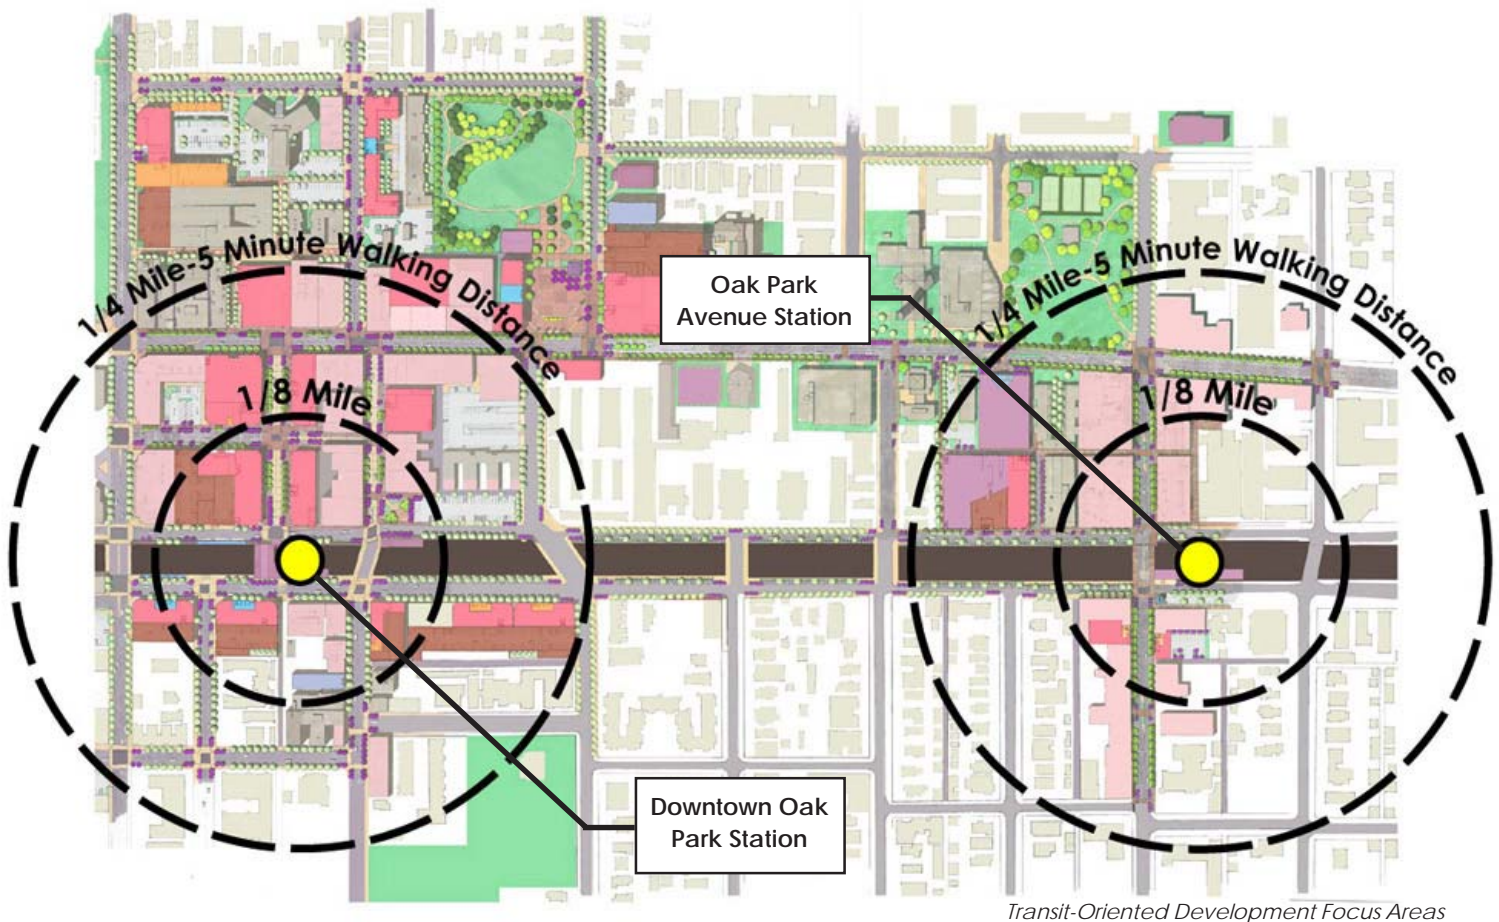 1/4 Mile-5 Minute Walking Distance
1/8 Mile
Oak Park
Avenue Station
1/4 Mile-5 Minute Walking Distance
1/8 Mile
Downtown Oak
Park Station
Transit-Oriented Development Focus Areas